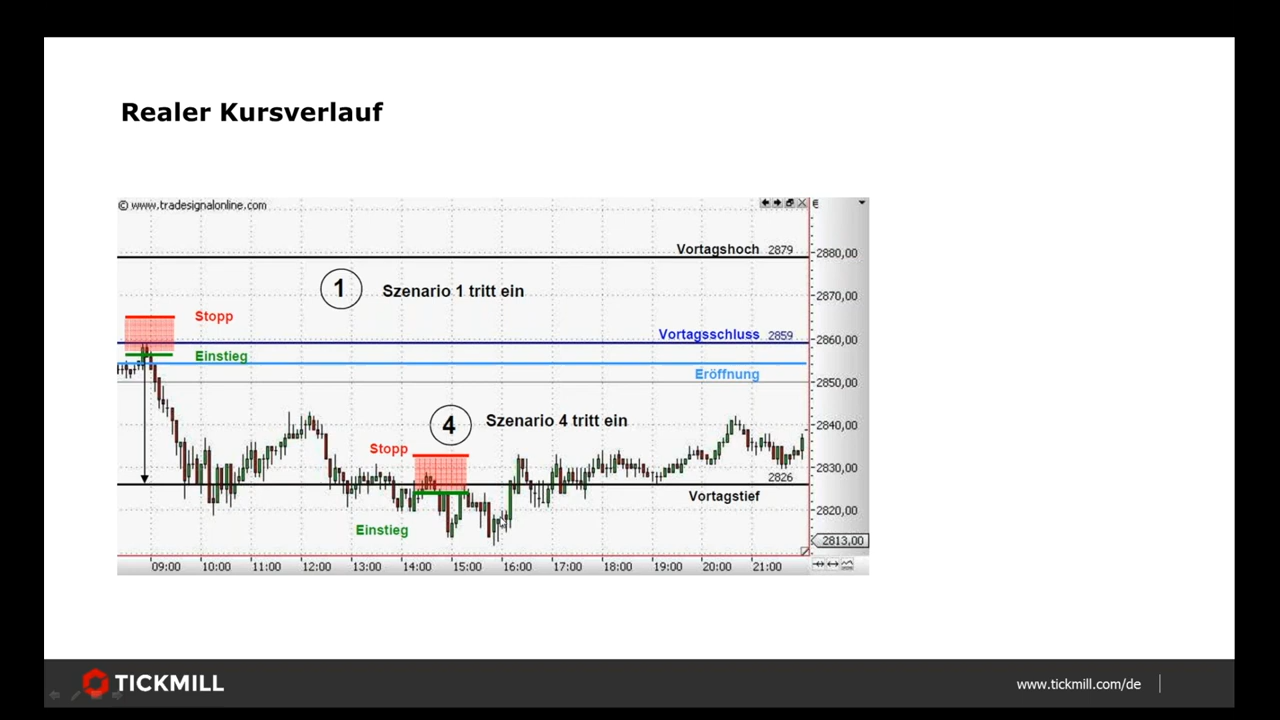 Realer Kursverlauf
© www.tradesignalonline.com
€
Vortagshoch 2879
2880,00
1 Szenario 1 tritt ein
2870,00
Stopp
Vortagsschluss 2859
2860,00
Einstieg
Eröffnung
2850,00
4 Szenario 4 tritt ein
2840,00
Stopp
2830,00
2826
Vortagstief
2820,00
Einstieg
2813,00
09:00 10:00 11:00 12:00 13:00 14:00 15:00 16:00 17:00 18:00 19:00 20:00 21:00
TICKMILL
www.tickmill.com/de